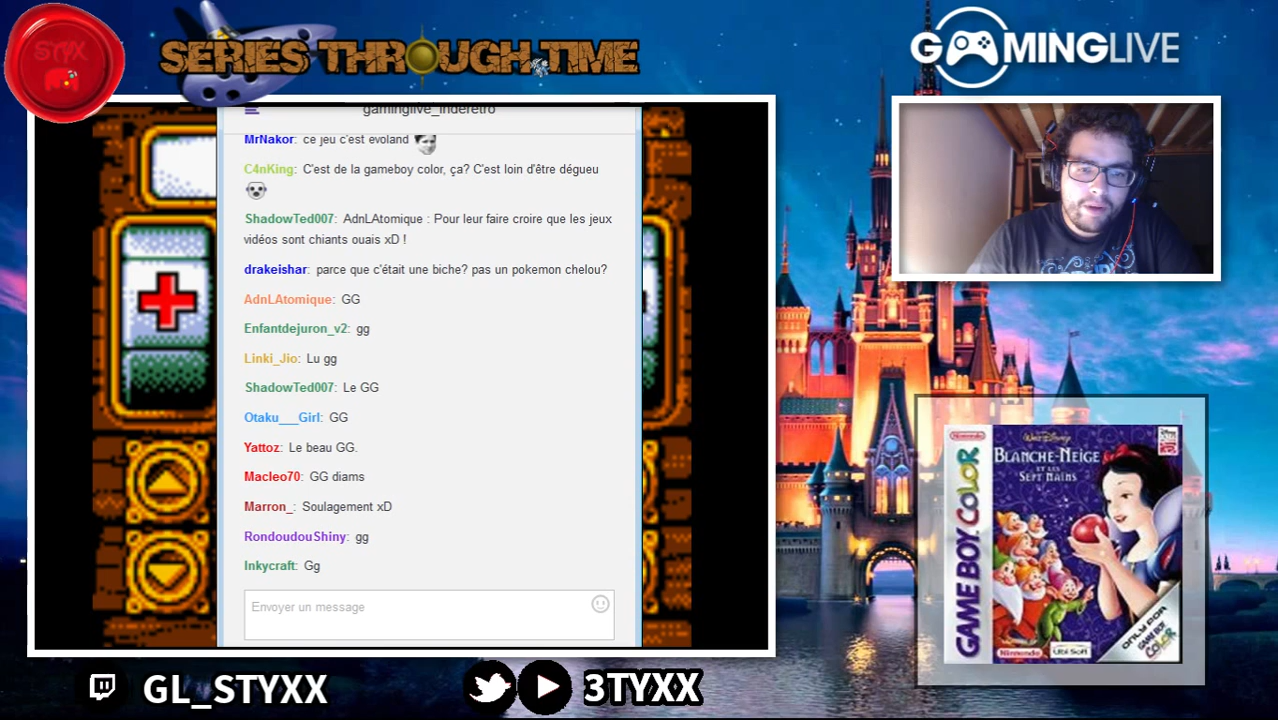 STYX
SERIES THROUGH TIME
GAMINGLIVE
gaminglive_inderetro
MrNakor: ce jeu c'est evoland
C4nKing: C'est de la gameboy color, ça? C'est loin d'être dégueu
ShadowTed007: AdnLAtomique : Pour leur faire croire que les jeux
vidéos sont chiants ouais xD !
drakeishar: parce que c'était une biche? pas un pokemon chelou?
AdnLAtomique: GG
Enfantdejuron_v2: gg
Linki_Jio: Lu gg
ShadowTed007: Le GG
Otaku___Girl: GG
Yattoz: Le beau GG.
Macleo70: GG diams
Marron_: Soulagement xD
RondoudouShiny: gg
Inkycraft: Gg
Envoyer un message
Nintendo
GAME BOY COLOR
Walt Disney
BLANCHE-NEIGE
ET LES
SEPT NAINS
Nintendo
Ubi Soft
ONLY FOR
GAME BOY
COLOR
GL_STYXX
3TYXX